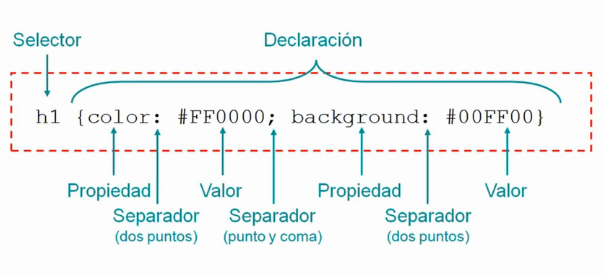 Selector Declaración
h1 {color: #FF0000; background: #00FF00}
Propiedad Valor Propiedad Valor
Separador Separador Separador
(dos puntos) (punto y coma) (dos puntos)